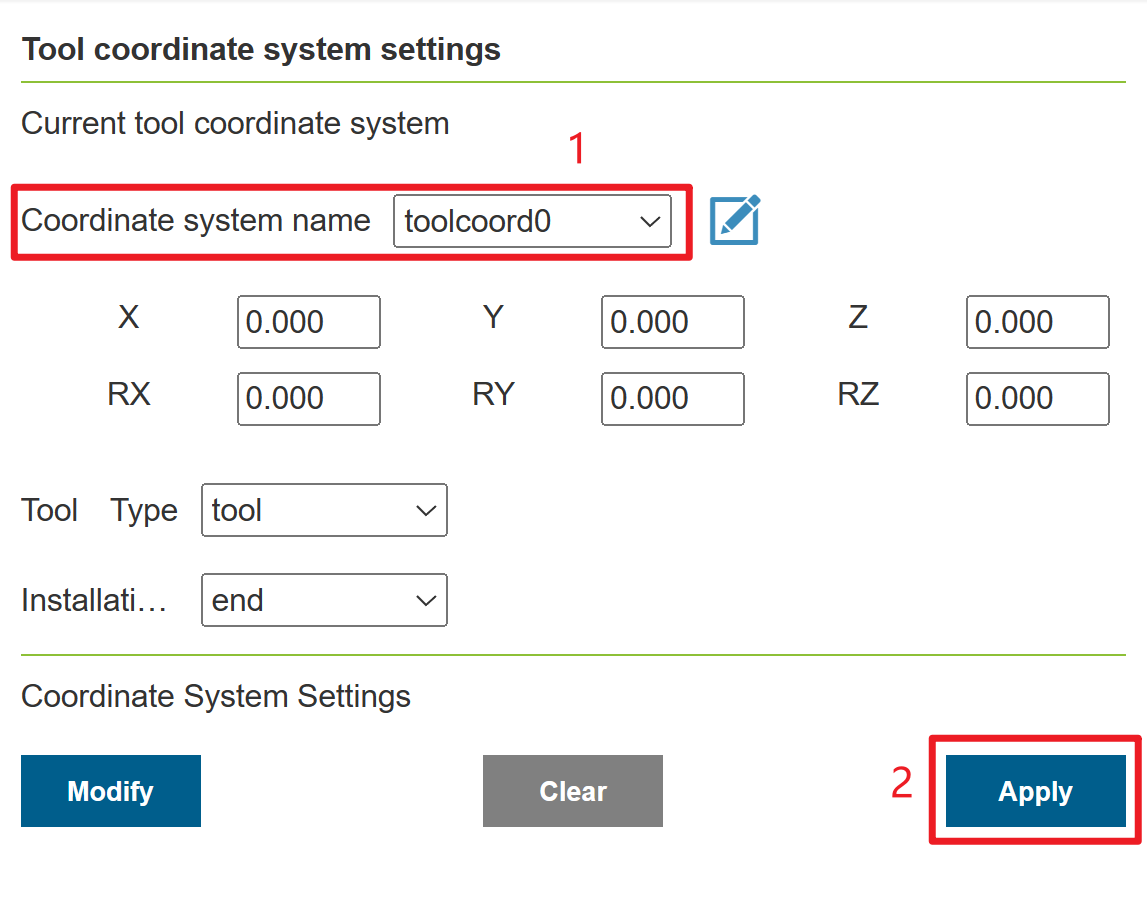 Tool coordinate system settings
Current tool coordinate system
1
Coordinate system name toolcoord0
X 0.000 Y 0.000 Z 0.000
RX 0.000 RY 0.000 RZ 0.000
Tool Type tool
Installati... end
Coordinate System Settings
Modify Clear 2 Apply